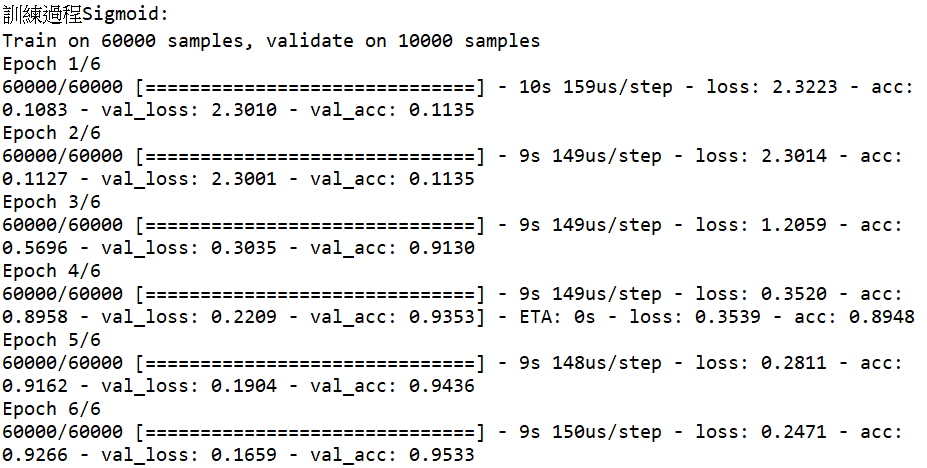 訓練過程Sigmoid:
Train on 60000 samples, validate on 10000 samples
Epoch 1/6
60000/60000 [==============================] - 10s 159us/step - loss: 2.3223 - acc:
0.1083 - val_loss: 2.3010 - val_acc: 0.1135
Epoch 2/6
60000/60000 [==============================] - 9s 149us/step - loss: 2.3014 - acc:
0.1127 - val_loss: 2.3001 - val_acc: 0.1135
Epoch 3/6
60000/60000 [==============================] - 9s 149us/step - loss: 1.2059 - acc:
0.5696 - val_loss: 0.3035 - val_acc: 0.9130
Epoch 4/6
60000/60000 [==============================] - 9s 149us/step - loss: 0.3520 - acc:
0.8958 - val_loss: 0.2209 - val_acc: 0.9353] - ETA: 0s - loss: 0.3539 - acc: 0.8948
Epoch 5/6
60000/60000 [==============================] - 9s 148us/step - loss: 0.2811 - acc:
0.9162 - val_loss: 0.1904 - val_acc: 0.9436
Epoch 6/6
60000/60000 [==============================] - 9s 150us/step - loss: 0.2471 - acc:
0.9266 - val_loss: 0.1659 - val_acc: 0.9533